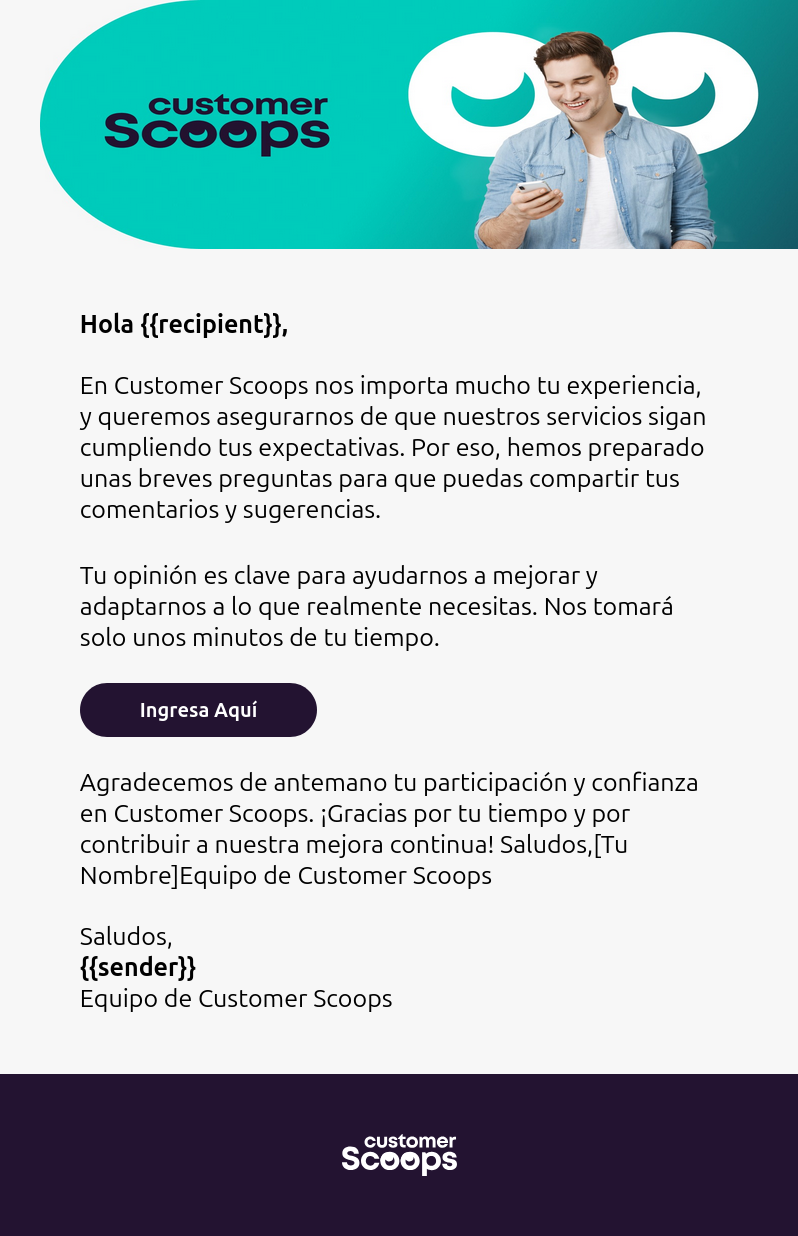 customer
Scoops
Hola {{recipient}},
En Customer Scoops nos importa mucho tu experiencia,
y queremos asegurarnos de que nuestros servicios sigan
cumpliendo tus expectativas. Por eso, hemos preparado
unas breves preguntas para que puedas compartir tus
comentarios y sugerencias.
Tu opinión es clave para ayudarnos a mejorar y
adaptarnos a lo que realmente necesitas. Nos tomará
solo unos minutos de tu tiempo.
Ingresa Aquí
Agradecemos de antemano tu participación y confianza
en Customer Scoops. ¡Gracias por tu tiempo y por
contribuir a nuestra mejora continua! Saludos,[Tu
Nombre]Equipo de Customer Scoops
Saludos,
{{sender}}
Equipo de Customer Scoops
customer
Scoops